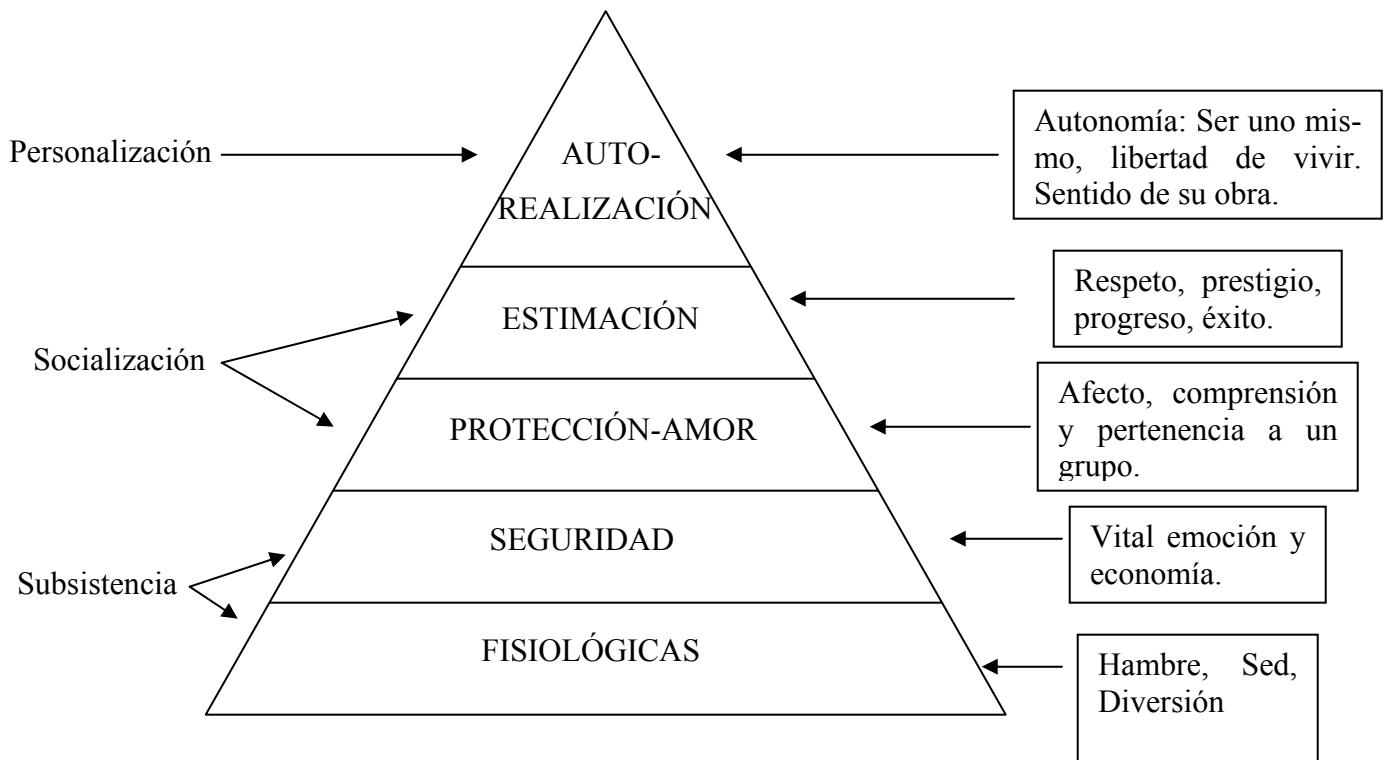 Personalización
AUTO-
REALIZACIÓN
Autonomía: Ser uno mis-
mo, libertad de vivir.
Sentido de su obra.
Socialización
ESTIMACIÓN
Respeto, prestigio,
progreso, éxito.
PROTECCIÓN-AMOR
Afecto, comprensión
y pertenencia a un
grupo.
Subsistencia
SEGURIDAD
Vital emoción y
economía.
FISIOLÓGICAS
Hambre, Sed,
Diversión